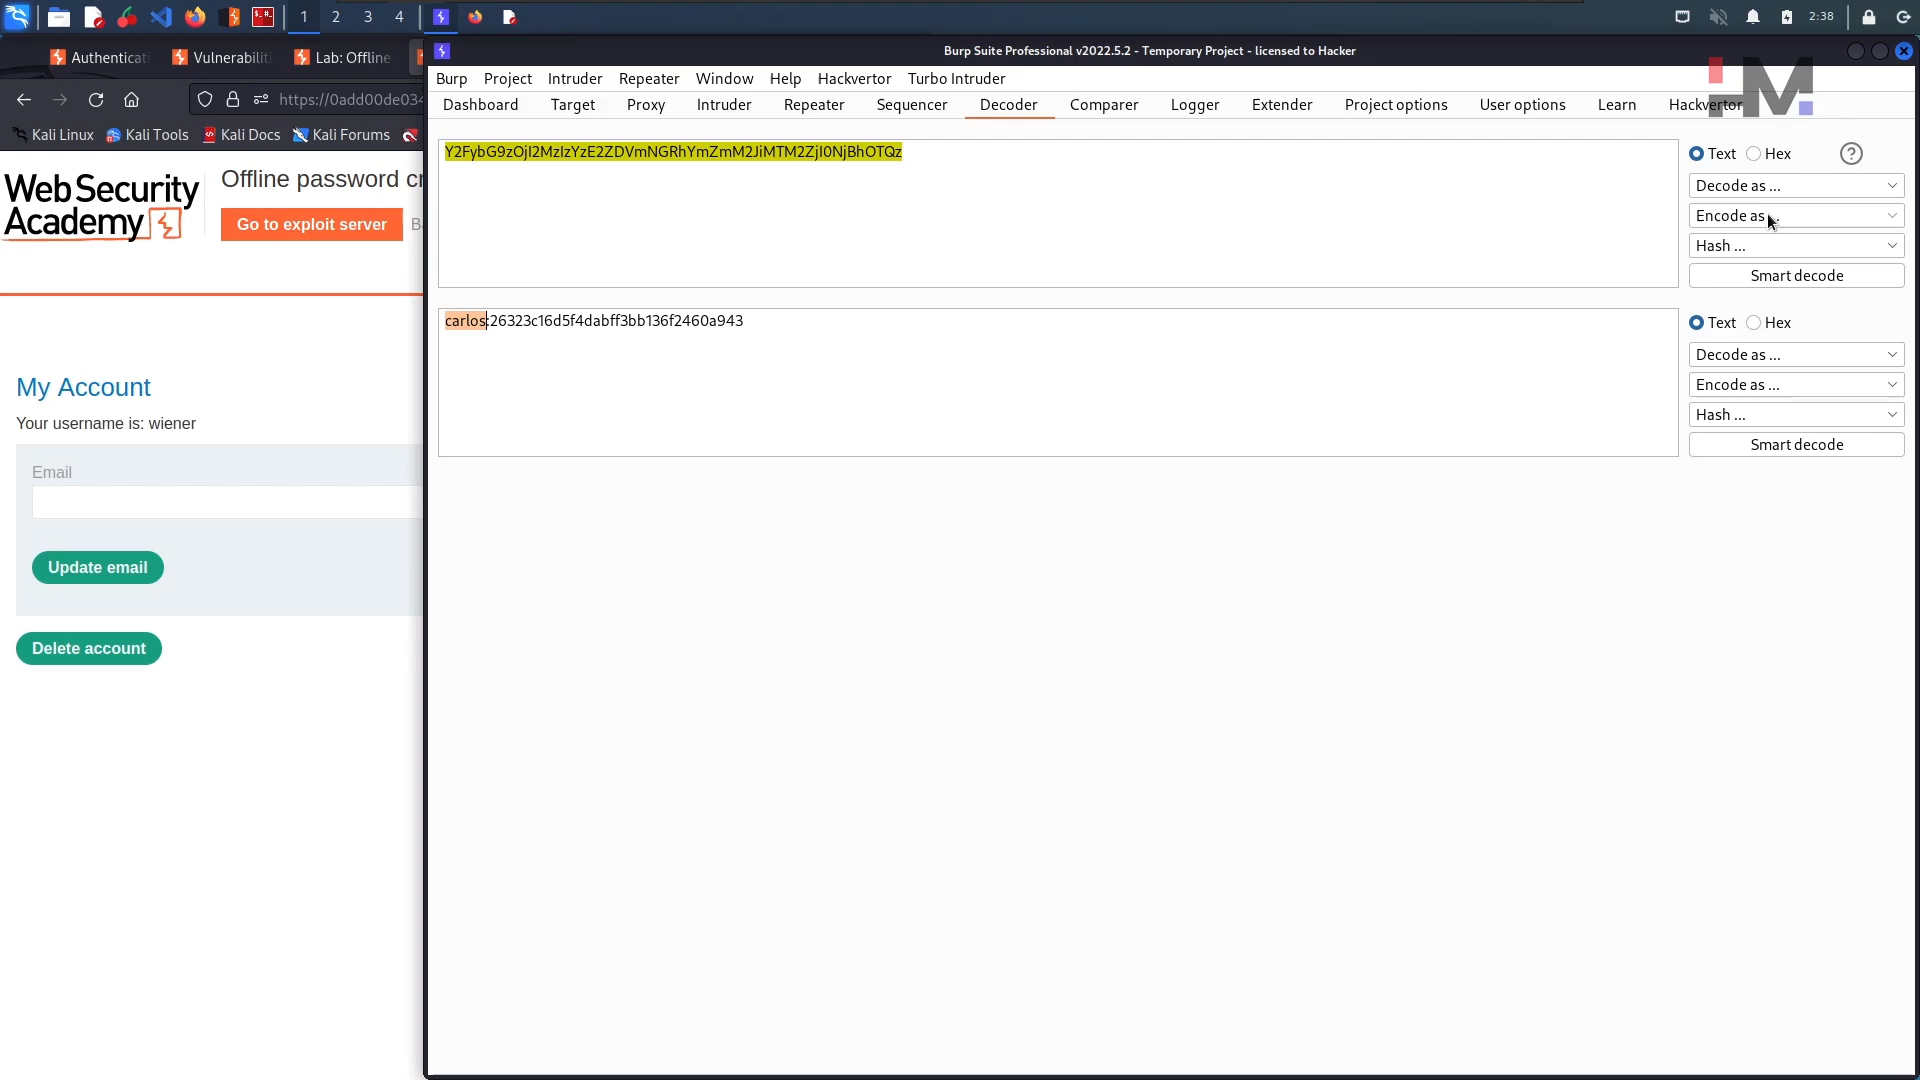 1
2
3
4
2:38
Authenticat
Vulnerabilit
Lab: Offline
https://0add00de034
Kali Linux
Kali Tools
Kali Docs
Kali Forums
WebSecurity
Academy
Offline password cr
Go to exploit server
Ba
My Account
Your username is: wiener
Email
Update email
Delete account
Burp Suite Professional v2022.5.2 - Temporary Project - licensed to Hacker
Burp Project Intruder Repeater Window Help Hackvertor Turbo Intruder
Dashboard Target Proxy Intruder Repeater Sequencer Decoder Comparer Logger Extender Project options User options Learn Hackvertor
HM
Y2FybG9zOjI2MzIzYzE2ZDVmNGRhYmZmM2JiMTM2ZjI0NjBhOTQz
Text Hex
Decode as ...
Encode as ...
Hash ...
Smart decode
carlos:26323c16d5f4dabff3bb136f2460a943
Text Hex
Decode as ...
Encode as ...
Hash ...
Smart decode